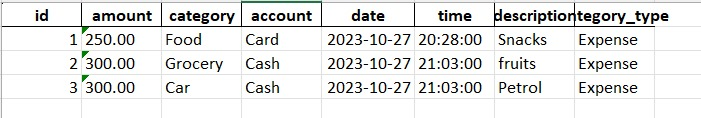 id amount category account date time description tegory_type
1 250.00 Food Card 2023-10-27 20:28:00 Snacks Expense
2 300.00 Grocery Cash 2023-10-27 21:03:00 fruits Expense
3 300.00 Car Cash 2023-10-27 21:03:00 Petrol Expense